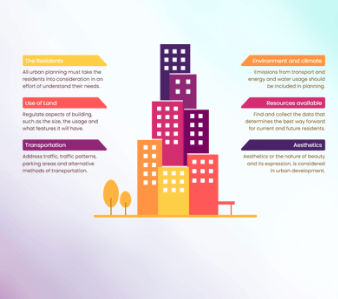 The Residents
All urban planning must take the
residents into consideration in an
effort of understand their needs.
Use of Land
Regulate aspects of building,
such as the size, the usage and
what features it will have.
Transportation
Address traffic, traffic patterns,
parking areas and alternative
methods of transportation.
Environment and climate
Emissions from transport and
energy and water usage should
be included in planning.
Resources available
Find and collect the data that
determines the best way forward
for current and future residents.
Aesthetics
Aesthetics or the nature of beauty
and its expression, is considered
in urban development.